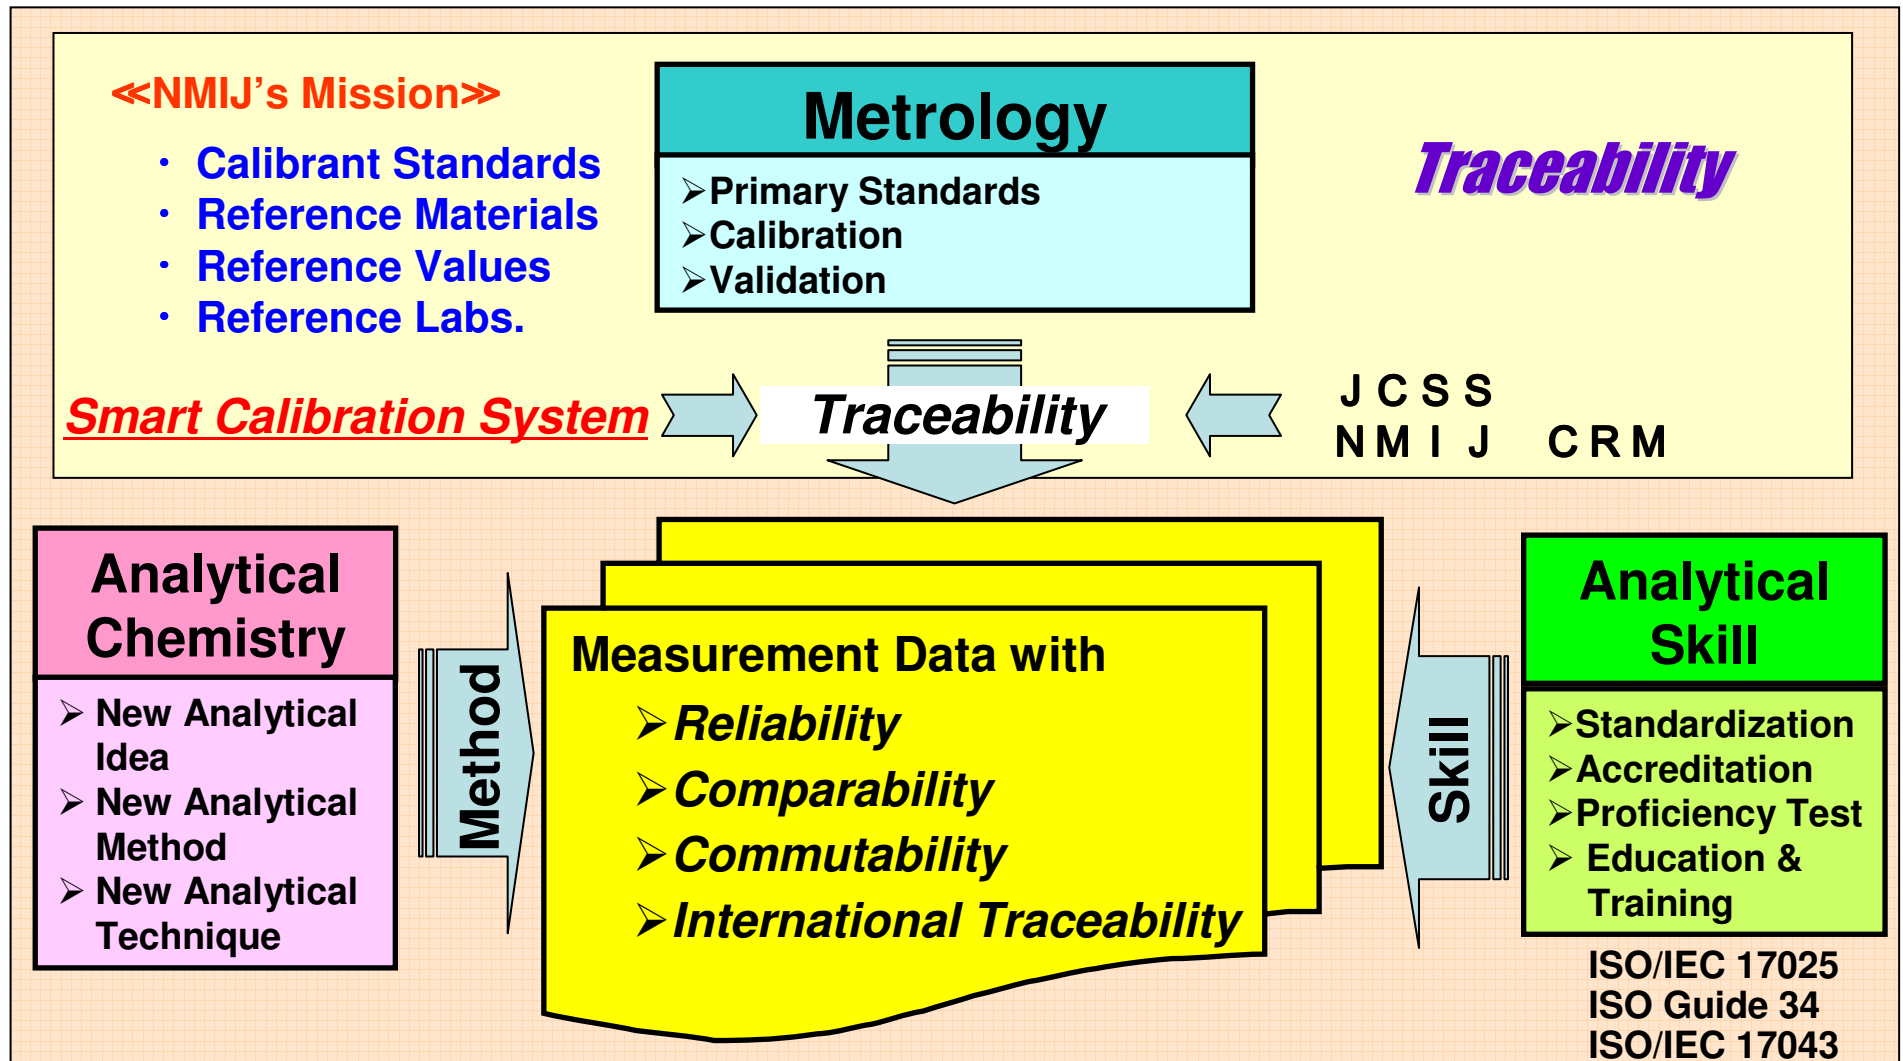 ≪NMIJ's Mission≫
・ Calibrant Standards
・ Reference Materials
・ Reference Values
・ Reference Labs.
Metrology
➢Primary Standards
➢Calibration
➢Validation
Traceability
Smart Calibration System
Traceability
JCSS
NMIJ CRM
Analytical
Chemistry
➢ New Analytical
Idea
➢ New Analytical
Method
➢ New Analytical
Technique
Method
Measurement Data with
➢Reliability
➢Comparability
➢Commutability
➢International Traceability
Skill
Analytical
Skill
➢Standardization
➢Accreditation
➢Proficiency Test
➢ Education &
Training
ISO/IEC 17025
ISO Guide 34
ISO/IEC 17043